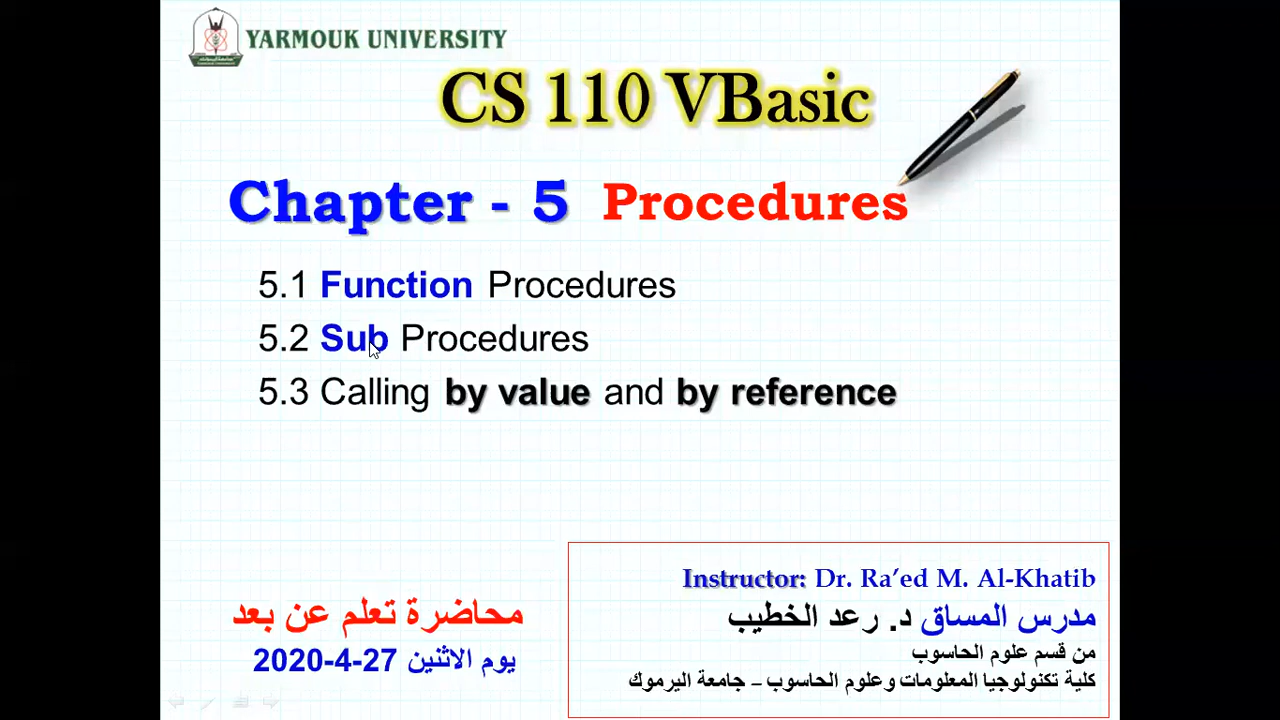 YARMOUK UNIVERSITY
CS 110 VBasic
Chapter - 5 Procedures
5.1 Function Procedures
5.2 Sub Procedures
5.3 Calling by value and by reference
Instructor: Dr. Ra’ed M. Al-Khatib
مدرس المساق د. رعد الخطيب
من قسم علوم الحاسوب
كلية تكنولوجيا المعلومات وعلوم الحاسوب – جامعة اليرموك
محاضرة تعلم عن بعد
يوم الاثنين 27-4-2020